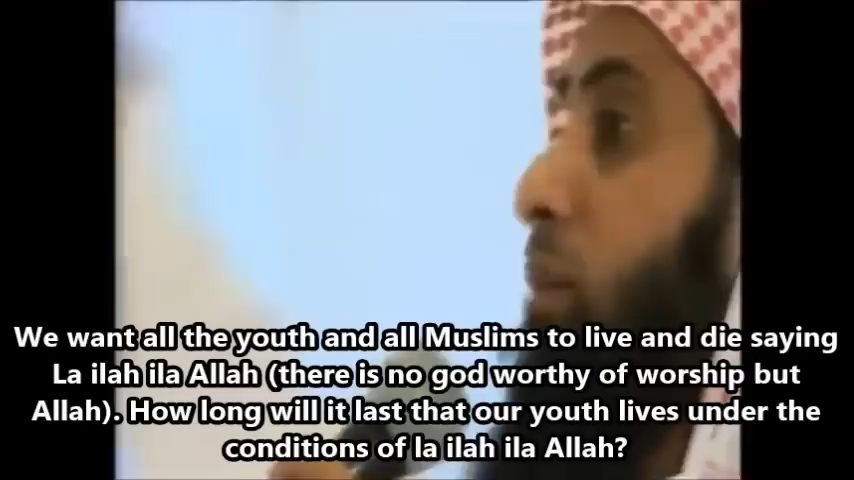 We want all the youth and all Muslims to live and die saying
La ilah ila Allah (there is no god worthy of worship but
Allah). How long will it last that our youth lives under the
conditions of la ilah ila Allah?